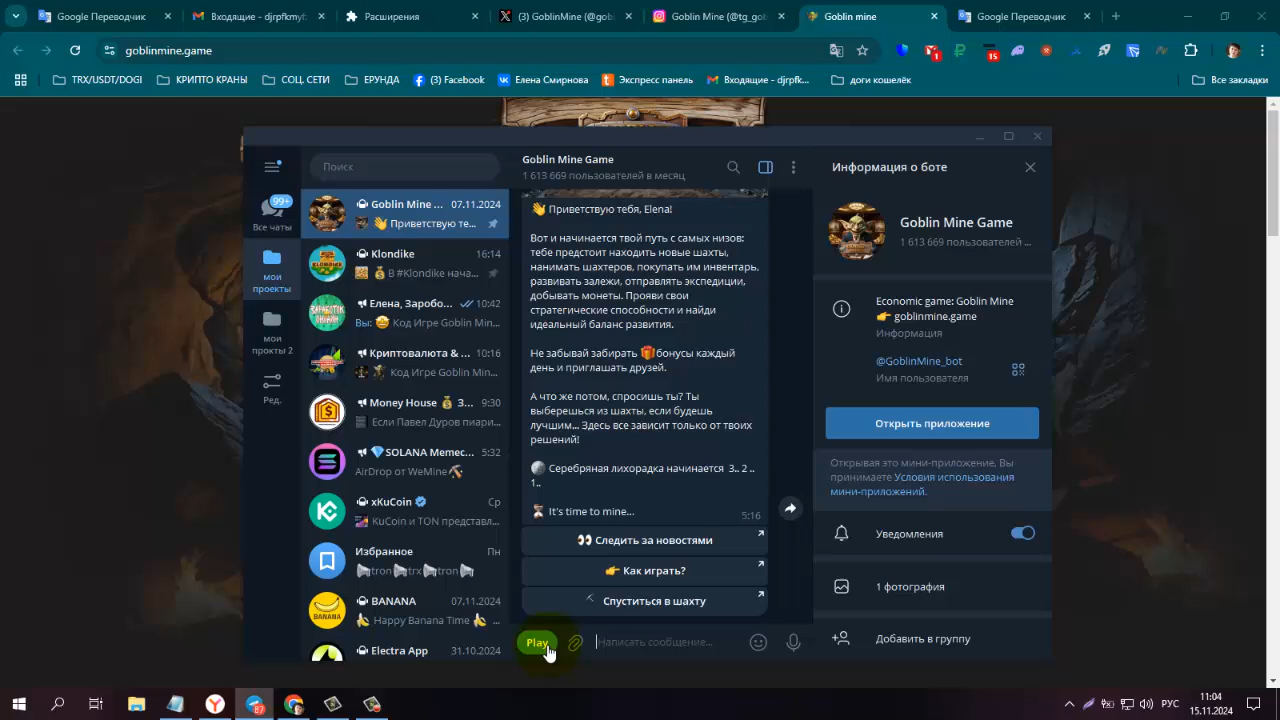 Google Переводчик
Входящие - djrpfkmyf
Расширения
(3) GoblinMine (@gob
Goblin Mine (@tg_gob
Goblin mine
Google Переводчик
goblinmine.game
1
15
TRX/USDT/DOGI
КРИПТО КРАНЫ
СОЦ. СЕТИ
ЕРУНДА
(3) Facebook
Елена Смирнова
Экспресс панель
Входящие - djrpfk...
доги кошелёк
Все закладки
99+
Все чаты
мои
проекты
мои
прокты 2
Ред.
Поиск
Goblin Mine ...
07.11.2024
👋 Приветствую те...
Klondike
16:14
💰 В #Klondike нача...
Елена, Заробо...
10:42
Вы: 🤩 Код Игре Goblin Min...
Криптовалюта & ...
10:16
Код Игре Goblin Min...
Money House 💰 3...
9:30
Если Павел Дуров пиари...
💎SOLANA Memec...
5:32
AirDrop от WeMine⛏
xKuCoin
Ср
KuCoin и TON представл...
Избранное
Пн
tron trx tron
BANANA
07.11.2024
🍌 Happy Banana Time 🍌 ...
Electra App
31.10.2024
Goblin Mine Game
1 613 669 пользователей в месяц
👋 Приветствую тебя, Elena!
Вот и начинается твой путь с самых низов:
тебе предстоит находить новые шахты,
нанимать шахтеров, покупать им инвентарь,
развивать залежи, отправлять экспедиции,
добывать монеты. Прояви свои
стратегические способности и найди
идеальный баланс развития.
Не забывай забирать 🎁бонусы каждый
день и приглашать друзей.
А что же потом, спросишь ты? Ты
выберешься из шахты, если будешь
лучшим... Здесь все зависит только от твоих
решений!
Серебряная лихорадка начинается 3.. 2 ..
1..
⏳ It's time to mine...
5:16
👀 Следить за новостями
👉 Как играть?
⛏ Спуститься в шахту
Play
Написать сообщение...
Информация о боте
Goblin Mine Game
1 613 669 пользователей ...
Economic game: Goblin Mine
👉 goblinmine.game
Информация
@GoblinMine_bot
Имя пользователя
Открыть приложение
Открывая это мини-приложение, Вы
принимаете Условия использования
мини-приложений.
Уведомления
1 фотография
Добавить в группу
87
РУС
11:04
15.11.2024